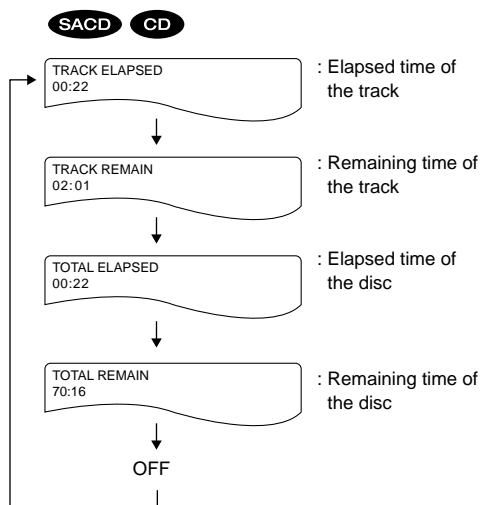 SACD CD
TRACK ELAPSED
00:22
: Elapsed time of
the track
TRACK REMAIN
02:01
: Remaining time of
the track
TOTAL ELAPSED
00:22
: Elapsed time of
the disc
TOTAL REMAIN
70:16
: Remaining time of
the disc
OFF